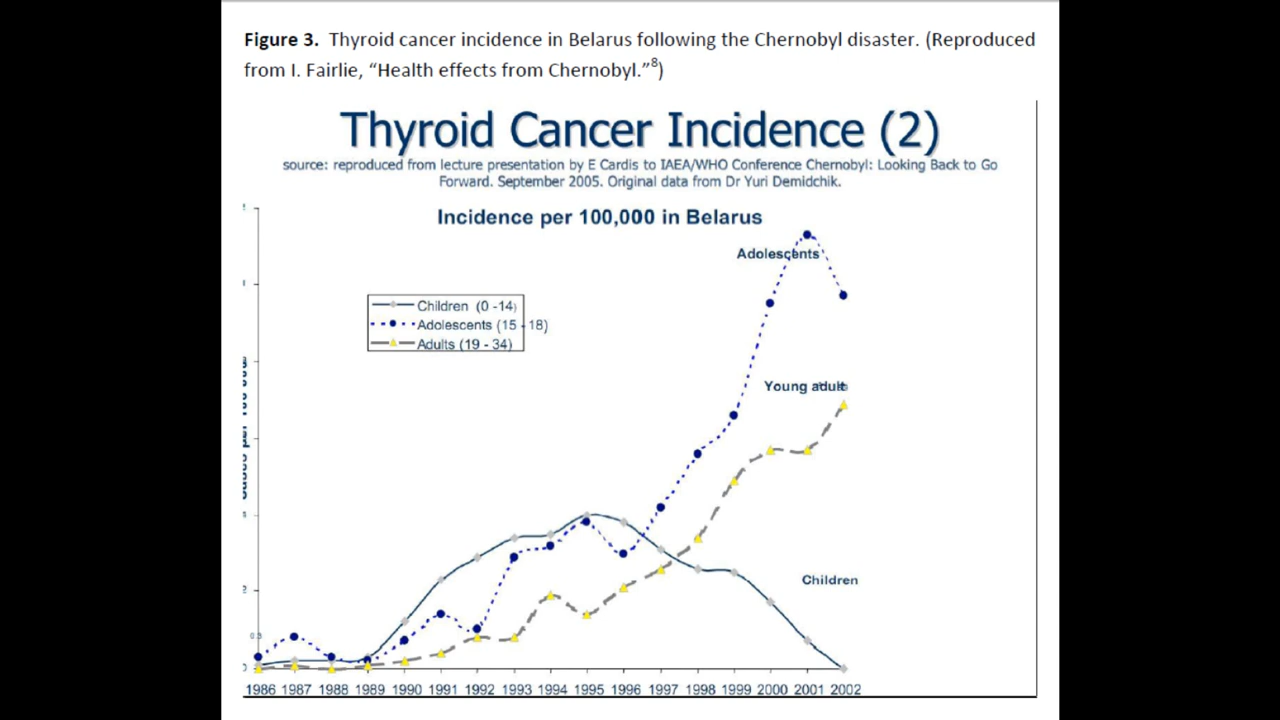 Figure 3. Thyroid cancer incidence in Belarus following the Chernobyl disaster. (Reproduced
from I. Fairlie, “Health effects from Chernobyl.”8)
Thyroid Cancer Incidence (2)
source: reproduced from lecture presentation by E Cardis to IAEA/WHO Conference Chernobyl: Looking Back to Go
Forward. September 2005. Original data from Dr Yuri Demidchik.
Incidence per 100,000 in Belarus
Adolescents
Children (0 -14)
Adolescents (15 - 18)
Adults (19 - 34)
Young adult
Children
2
0
1986 1987 1988 1989 1990 1991 1992 1993 1994 1995 1996 1997 1998 1999 2000 2001 2002